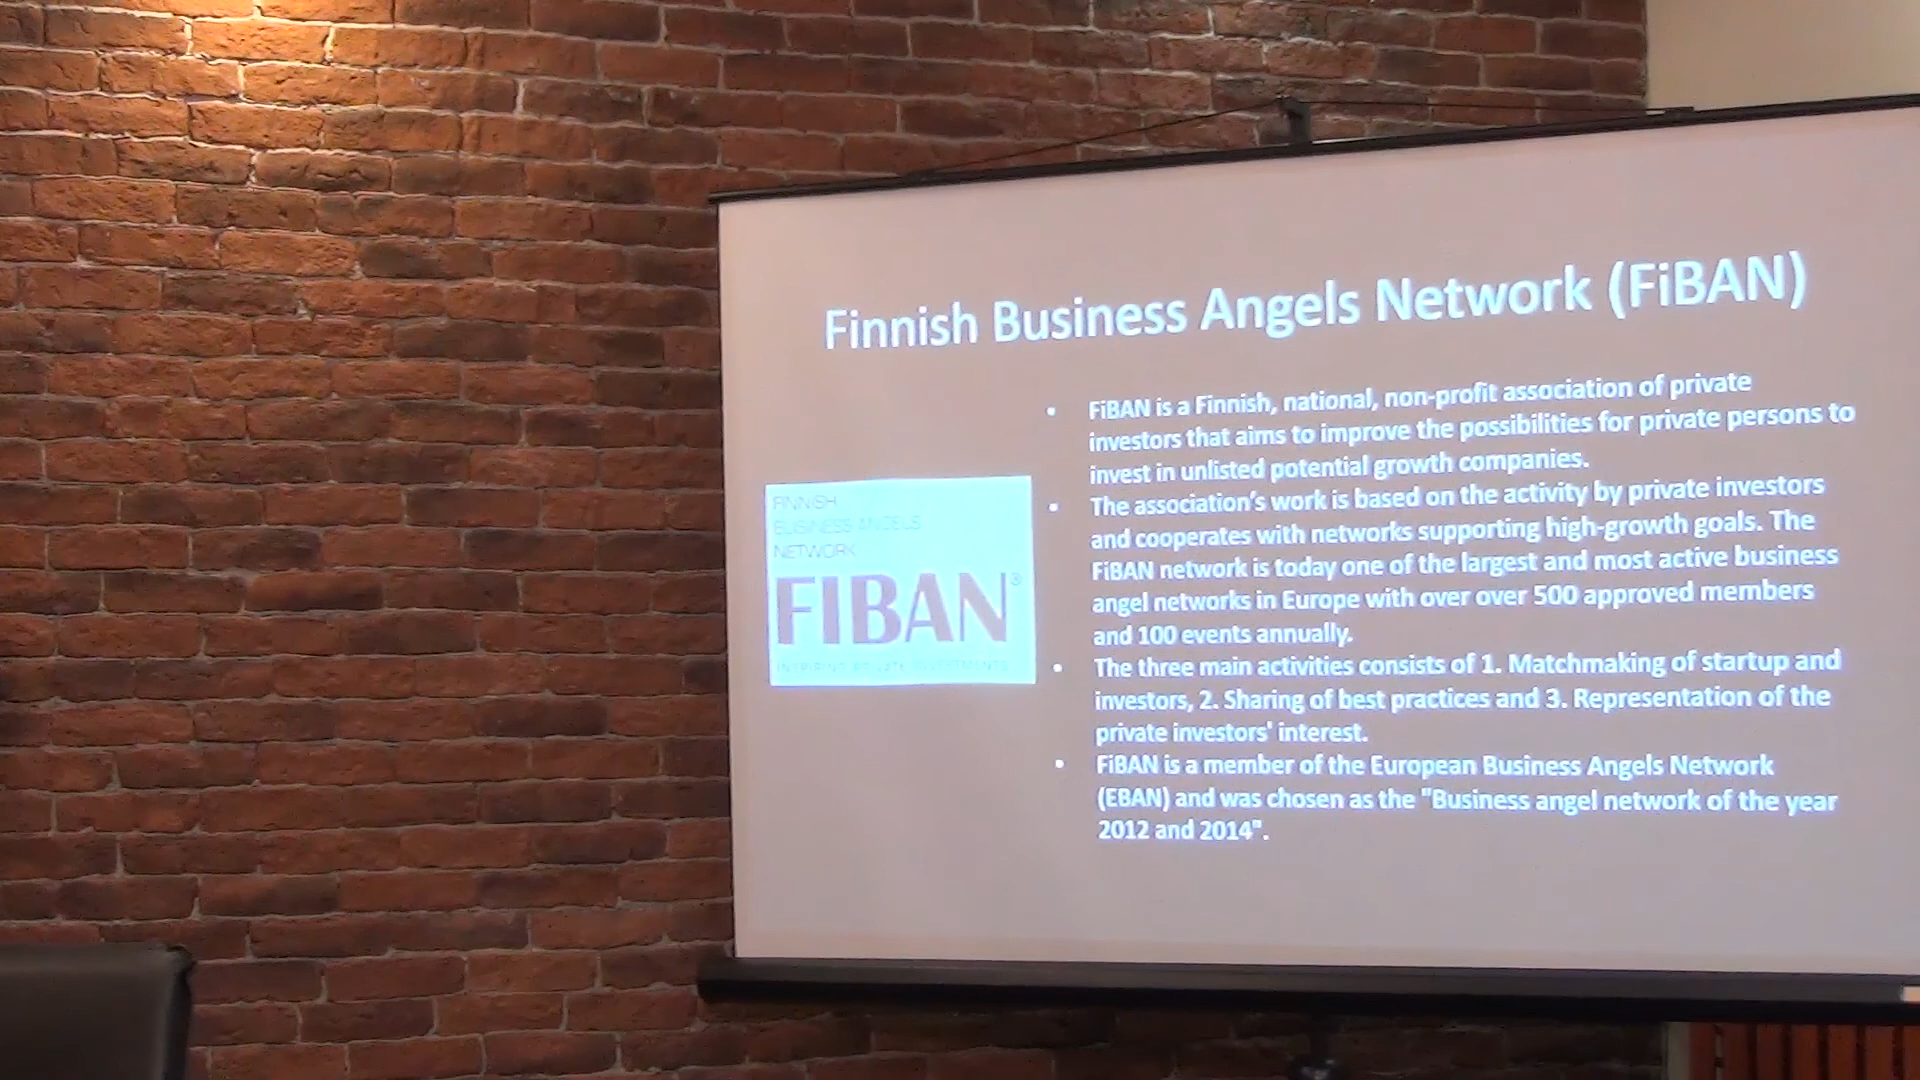 Finnish Business Angels Network (FiBAN)
• FiBAN is a Finnish, national, non-profit association of private
investors that aims to improve the possibilities for private persons to
invest in unlisted potential growth companies.
• The association's work is based on the activity by private investors
and cooperates with networks supporting high-growth goals. The
FiBAN network is today one of the largest and most active business
angel networks in Europe with over over 500 approved members
and 100 events annually.
• The three main activities consists of 1. Matchmaking of startup and
investors, 2. Sharing of best practices and 3. Representation of the
private investors' interest.
• FiBAN is a member of the European Business Angels Network
(EBAN) and was chosen as the "Business angel network of the year
2012 and 2014".
FINNISH
BUSINESS ANGELS
NETWORK
FIBAN®
INSPIRING PRIVATE INVESTMENTS